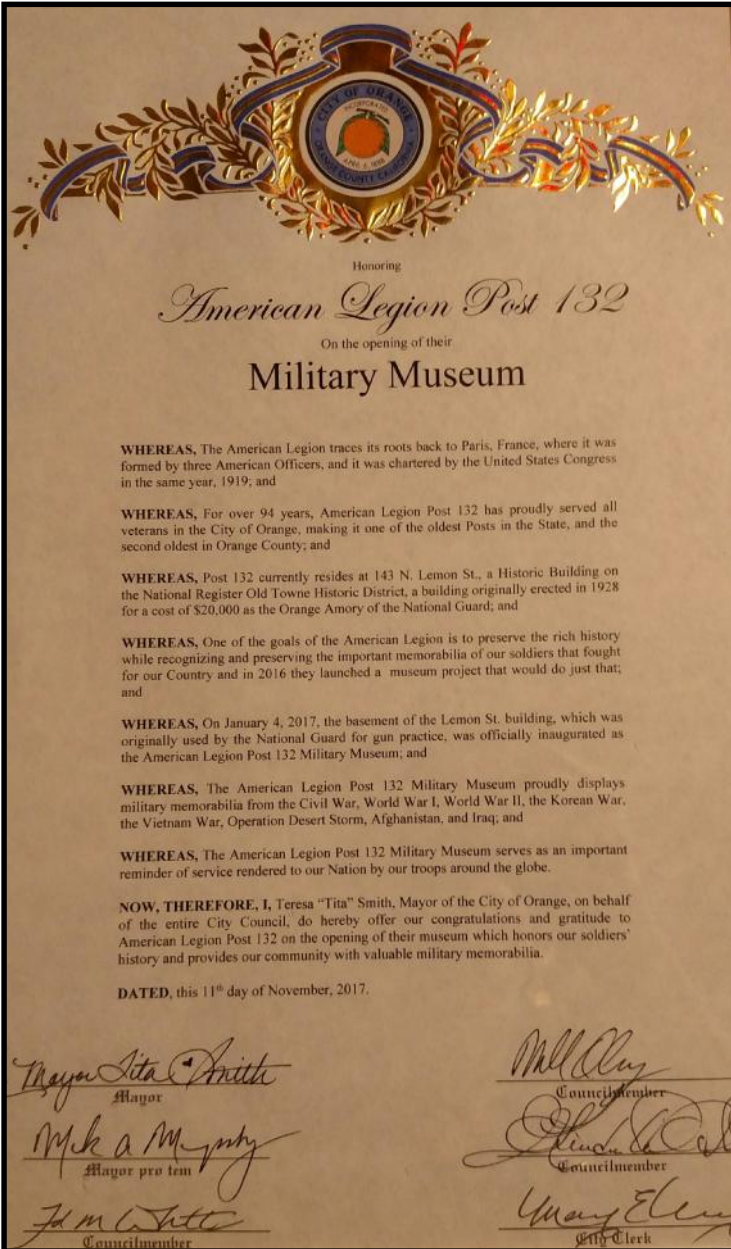 CITY OF ORANGE
INCORPORATED
APRIL 6, 1888
ORANGE COUNTY CALIFORNIA
Honoring
American Legion Post 132
On the opening of their
Military Museum
WHEREAS, The American Legion traces its roots back to Paris, France, where it was
formed by three American Officers, and it was chartered by the United States Congress
in the same year, 1919; and
WHEREAS, For over 94 years, American Legion Post 132 has proudly served all
veterans in the City of Orange, making it one of the oldest Posts in the State, and the
second oldest in Orange County; and
WHEREAS, Post 132 currently resides at 143 N. Lemon St., a Historic Building on
the National Register Old Towne Historic District, a building originally erected in 1928
for a cost of $20,000 as the Orange Amory of the National Guard; and
WHEREAS, One of the goals of the American Legion is to preserve the rich history
while recognizing and preserving the important memorabilia of our soldiers that fought
for our Country and in 2016 they launched a museum project that would do just that;
and
WHEREAS, On January 4, 2017, the basement of the Lemon St. building, which was
originally used by the National Guard for gun practice, was officially inaugurated as
the American Legion Post 132 Military Museum; and
WHEREAS, The American Legion Post 132 Military Museum proudly displays
military memorabilia from the Civil War, World War I, World War II, the Korean War,
the Vietnam War, Operation Desert Storm, Afghanistan, and Iraq; and
WHEREAS, The American Legion Post 132 Military Museum serves as an important
reminder of service rendered to our Nation by our troops around the globe.
NOW, THEREFORE, I, Teresa “Tita” Smith, Mayor of the City of Orange, on behalf
of the entire City Council, do hereby offer our congratulations and gratitude to
American Legion Post 132 on the opening of their museum which honors our soldiers’
history and provides our community with valuable military memorabilia.
DATED, this 11th day of November, 2017.
Mayor Tita Smith
Mayor
Mayor pro tem
Councilmember
Councilmember
Councilmember
City Clerk